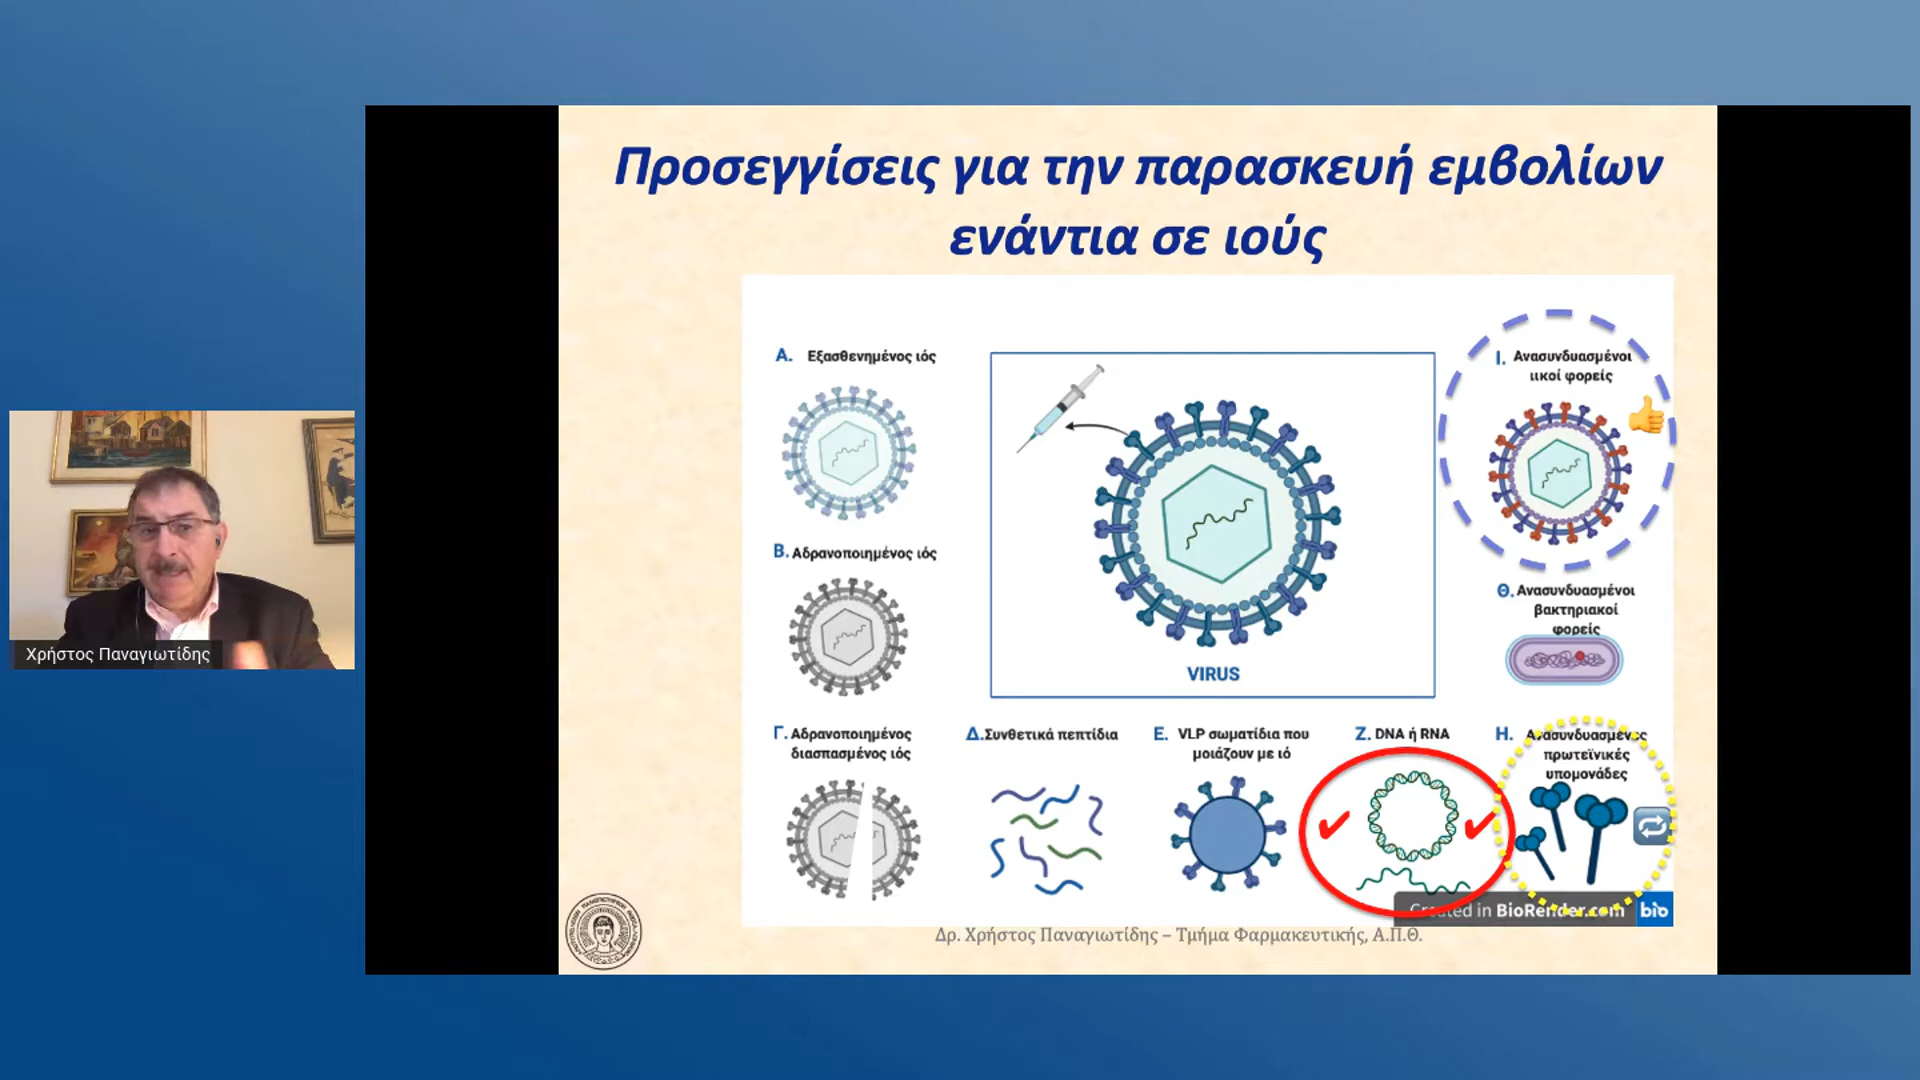 Προσεγγίσεις για την παρασκευή εμβολίων
ενάντια σε ιούς
Α. Εξασθενημένος ιός
Β. Αδρανοποιημένος ιός
Γ. Αδρανοποιημένος
διασπασμένος ιός
Δ. Συνθετικά πεπτίδια
Ε. VLP σωματίδια που
μοιάζουν με ιό
Ζ. DNA ή RNA
Η. Ανασυνδυασμένες
πρωτεϊνικές
υπομονάδες
Θ. Ανασυνδυασμένοι
βακτηριακοί
φορείς
Ι. Ανασυνδυασμένοι
ιικοί φορείς
VIRUS
Created in BioRender.com bio
Δρ. Χρήστος Παναγιωτίδης – Τμήμα Φαρμακευτικής, Α.Π.Θ.
Χρήστος Παναγιωτίδης